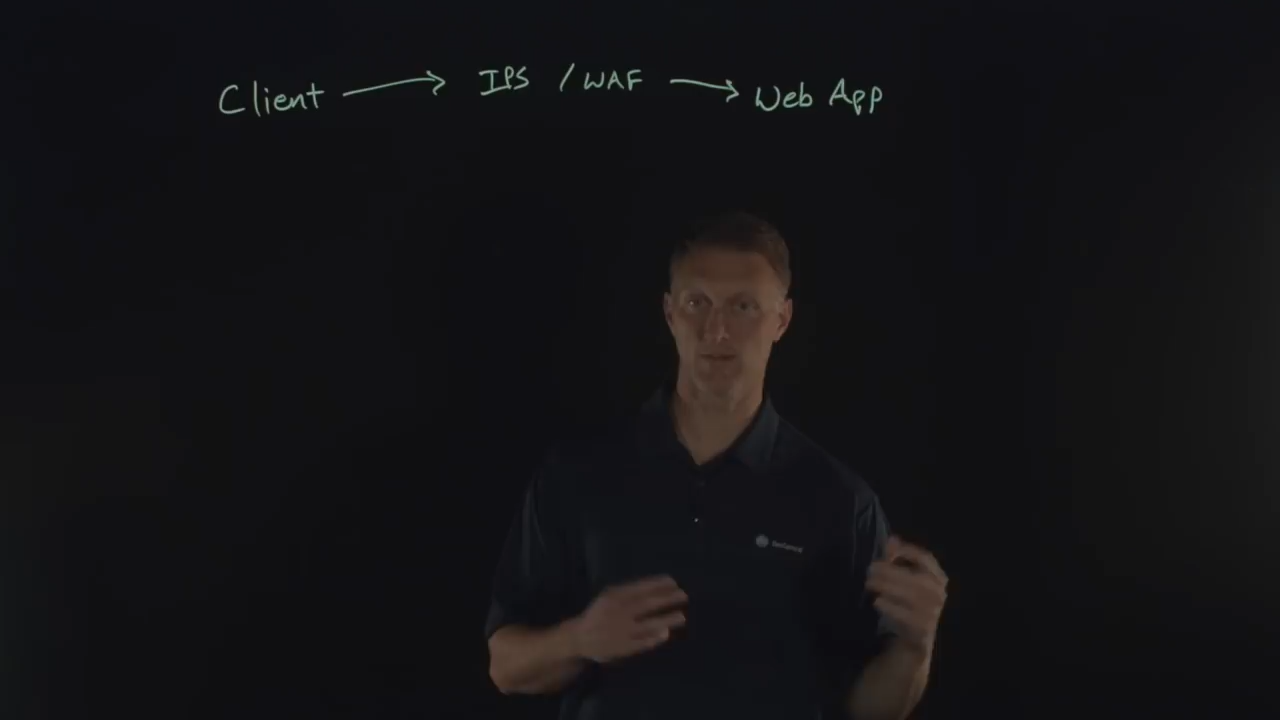 Client → IPS / WAF → Web App